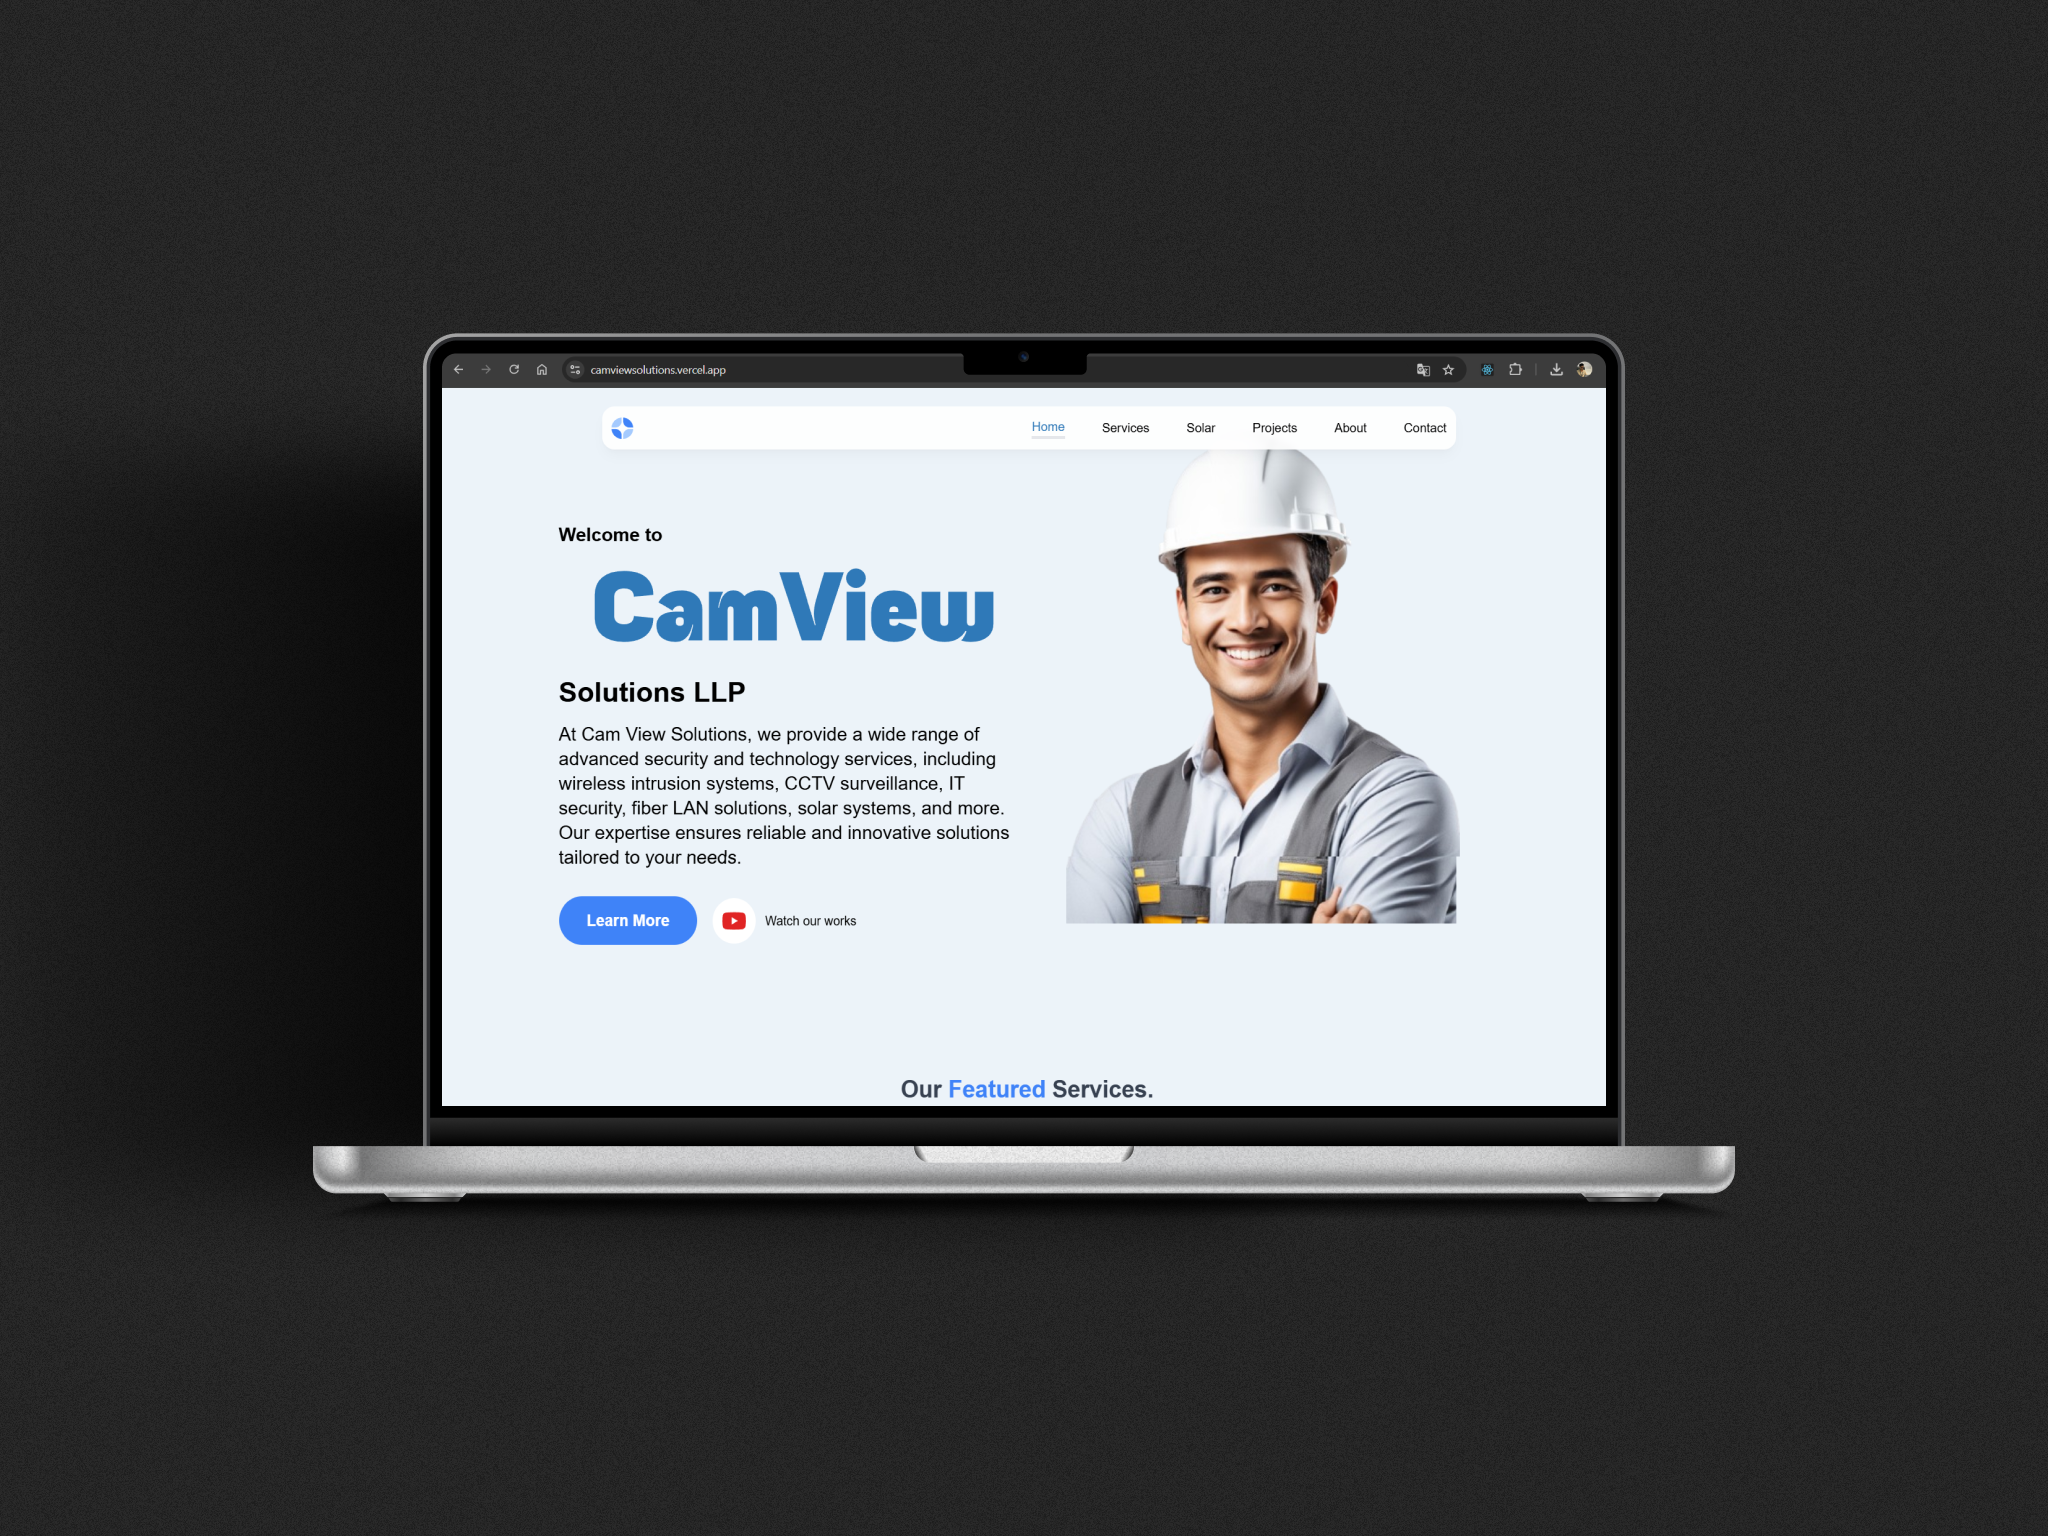 camviewsolutions.vercel.app
Home Services Solar Projects About Contact
Welcome to
CamView
Solutions LLP
At Cam View Solutions, we provide a wide range of
advanced security and technology services, including
wireless intrusion systems, CCTV surveillance, IT
security, fiber LAN solutions, solar systems, and more.
Our expertise ensures reliable and innovative solutions
tailored to your needs.
Learn More Watch our works
Our Featured Services.